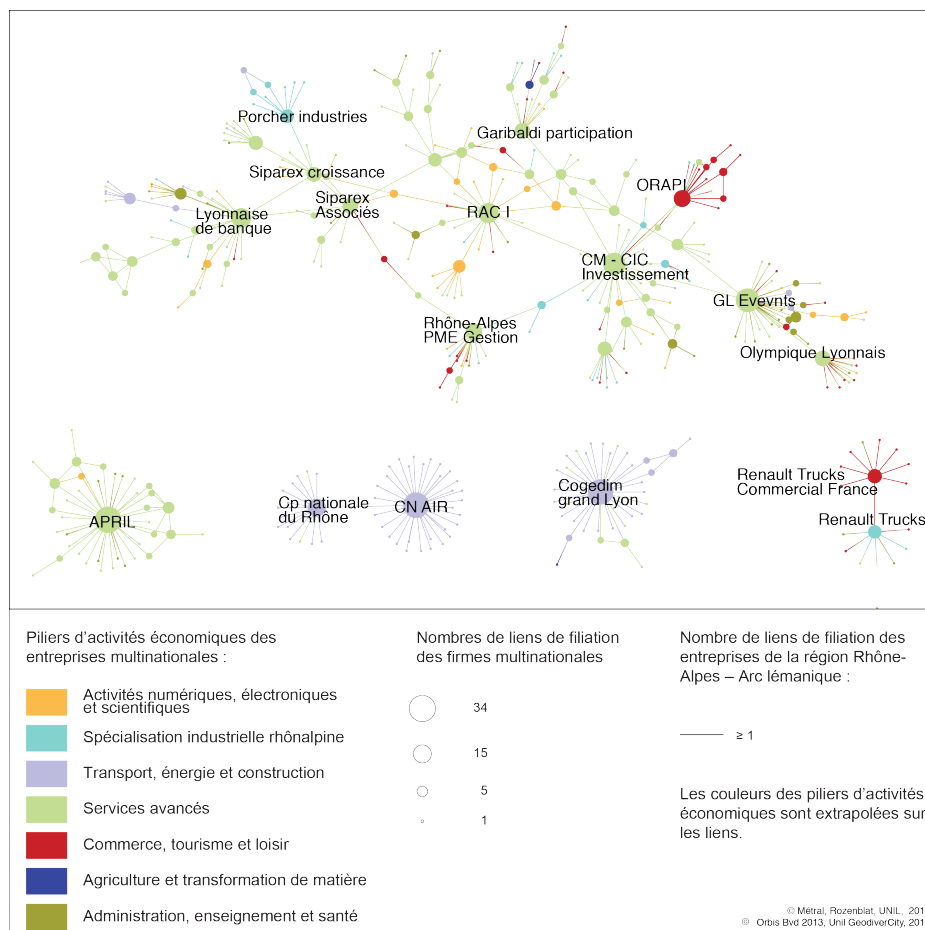 Porcher industries
Garibaldi participation
Siparex croissance
ORAPI
Siparex
Associés
RAC I
Lyonnaise
de banque
CM - CIC
Investissement
GL Evevnts
Rhône-Alpes
PME Gestion
Olympique Lyonnais
Cp nationale
du Rhône
CN AIR
APRIL
Cogedim
grand Lyon
Renault Trucks
Commercial France
Renault Trucks
Piliers d'activités économiques des
entreprises multinationales :
Activités numériques, électroniques
et scientifiques
Spécialisation industrielle rhônalpine
Transport, énergie et construction
Services avancés
Commerce, tourisme et loisir
Agriculture et transformation de matière
Administration, enseignement et santé
Nombres de liens de filiation
des firmes multinationales
34
15
5
1
Nombre de liens de filiation des
entreprises de la région Rhône-
Alpes – Arc lémanique :
≥ 1
Les couleurs des piliers d'activités
économiques sont extrapolées sur
les liens.
© Métral, Rozenblat, UNIL, 201
© Orbis Bvd 2013, Unil GeodiverCity, 201